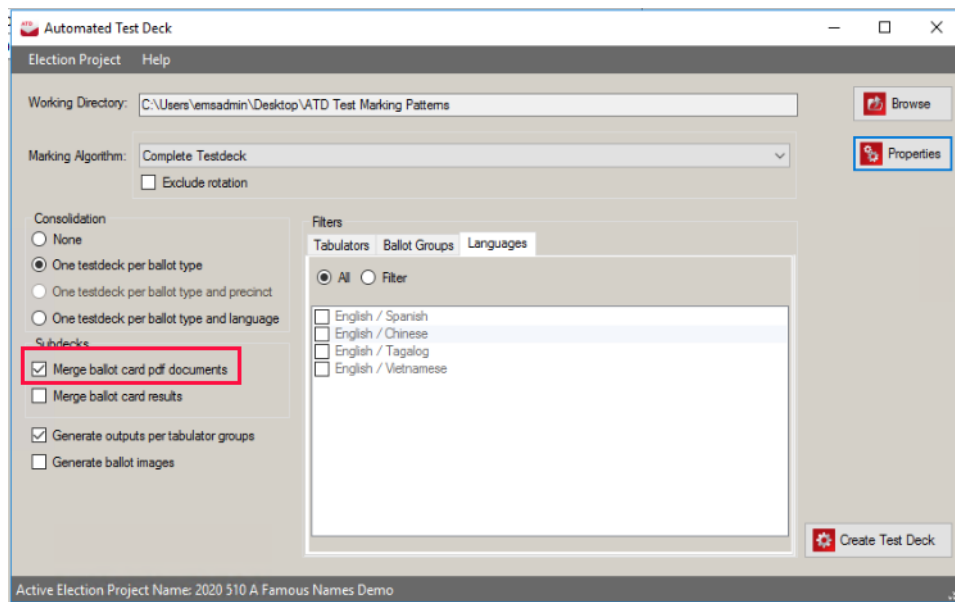 ATD Automated Test Deck
Election Project Help
Working Directory: C:\Users\emsadmin\Desktop\ATD Test Marking Patterns Browse
Marking Algorithm: Complete Testdeck Properties
Exclude rotation
Consolidation
None
One testdeck per ballot type
One testdeck per ballot type and precinct
One testdeck per ballot type and language
Subdecks
Merge ballot card pdf documents
Merge ballot card results
Generate outputs per tabulator groups
Generate ballot images
Filters
Tabulators Ballot Groups Languages
All Filter
English / Spanish
English / Chinese
English / Tagalog
English / Vietnamese
Create Test Deck
Active Election Project Name: 2020 510 A Famous Names Demo